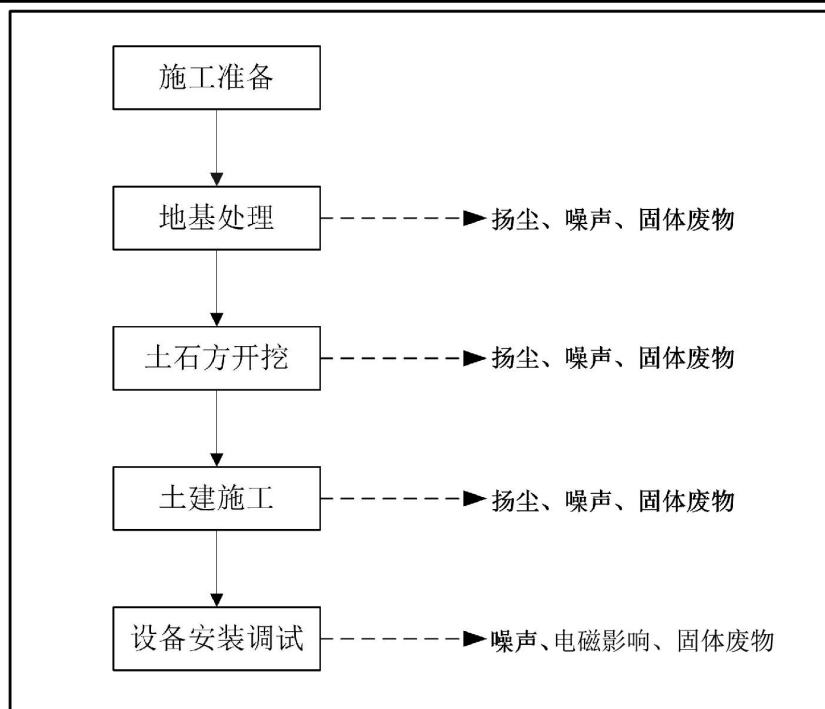 施工准备
地基处理
扬尘、噪声、固体废物
土石方开挖
扬尘、噪声、固体废物
土建施工
扬尘、噪声、固体废物
设备安装调试
噪声、电磁影响、固体废物